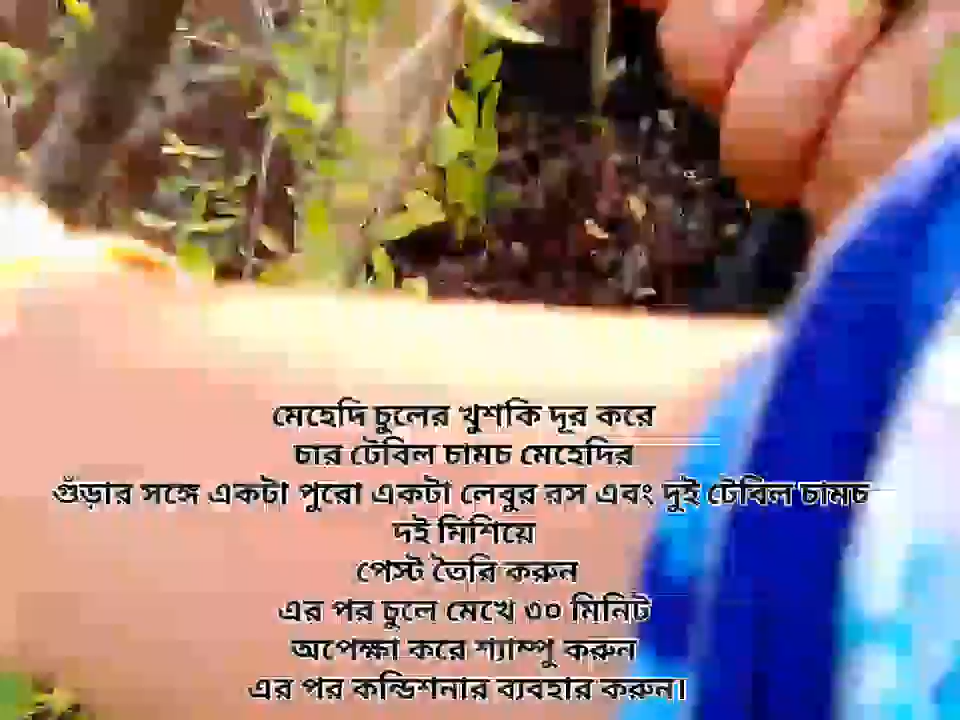 মেহেদি চুলের খুশকি দূর করে
চার টেবিল চামচ মেহেদির
গুঁড়ার সঙ্গে একটা পুরো একটা লেবুর রস এবং দুই টেবিল চামচ
দই মিশিয়ে
পেস্ট তৈরি করুন
এর পর চুলে মেখে ৩০ মিনিট
অপেক্ষা করে শ্যাম্পু করুন
এর পর কন্ডিশনার ব্যবহার করুন।